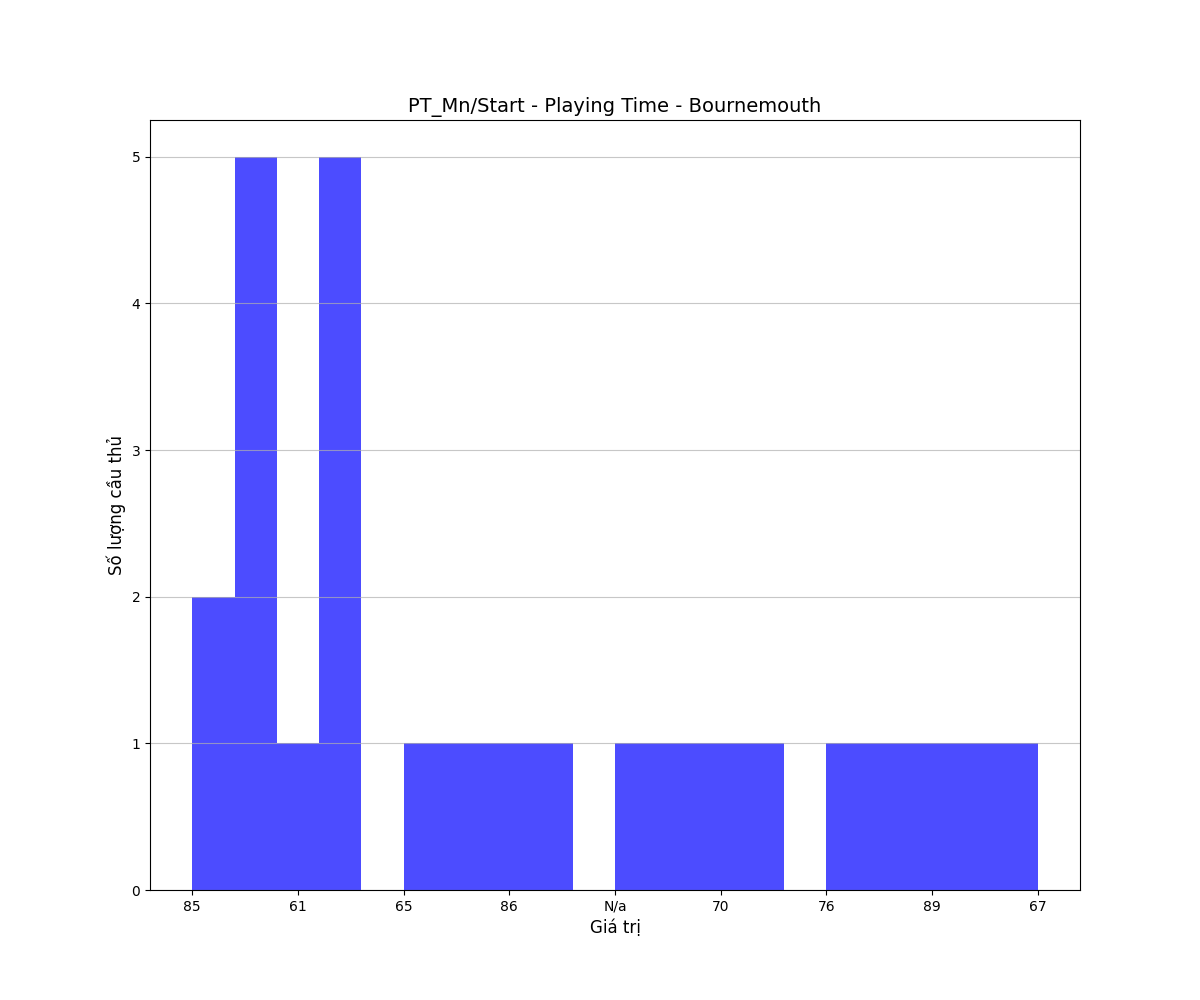 PT_Mn/Start - Playing Time - Bournemouth
5
4
3
2
1
0
Số lượng cầu thủ
85 61 65 86 N/a 70 76 89 67
Giá trị